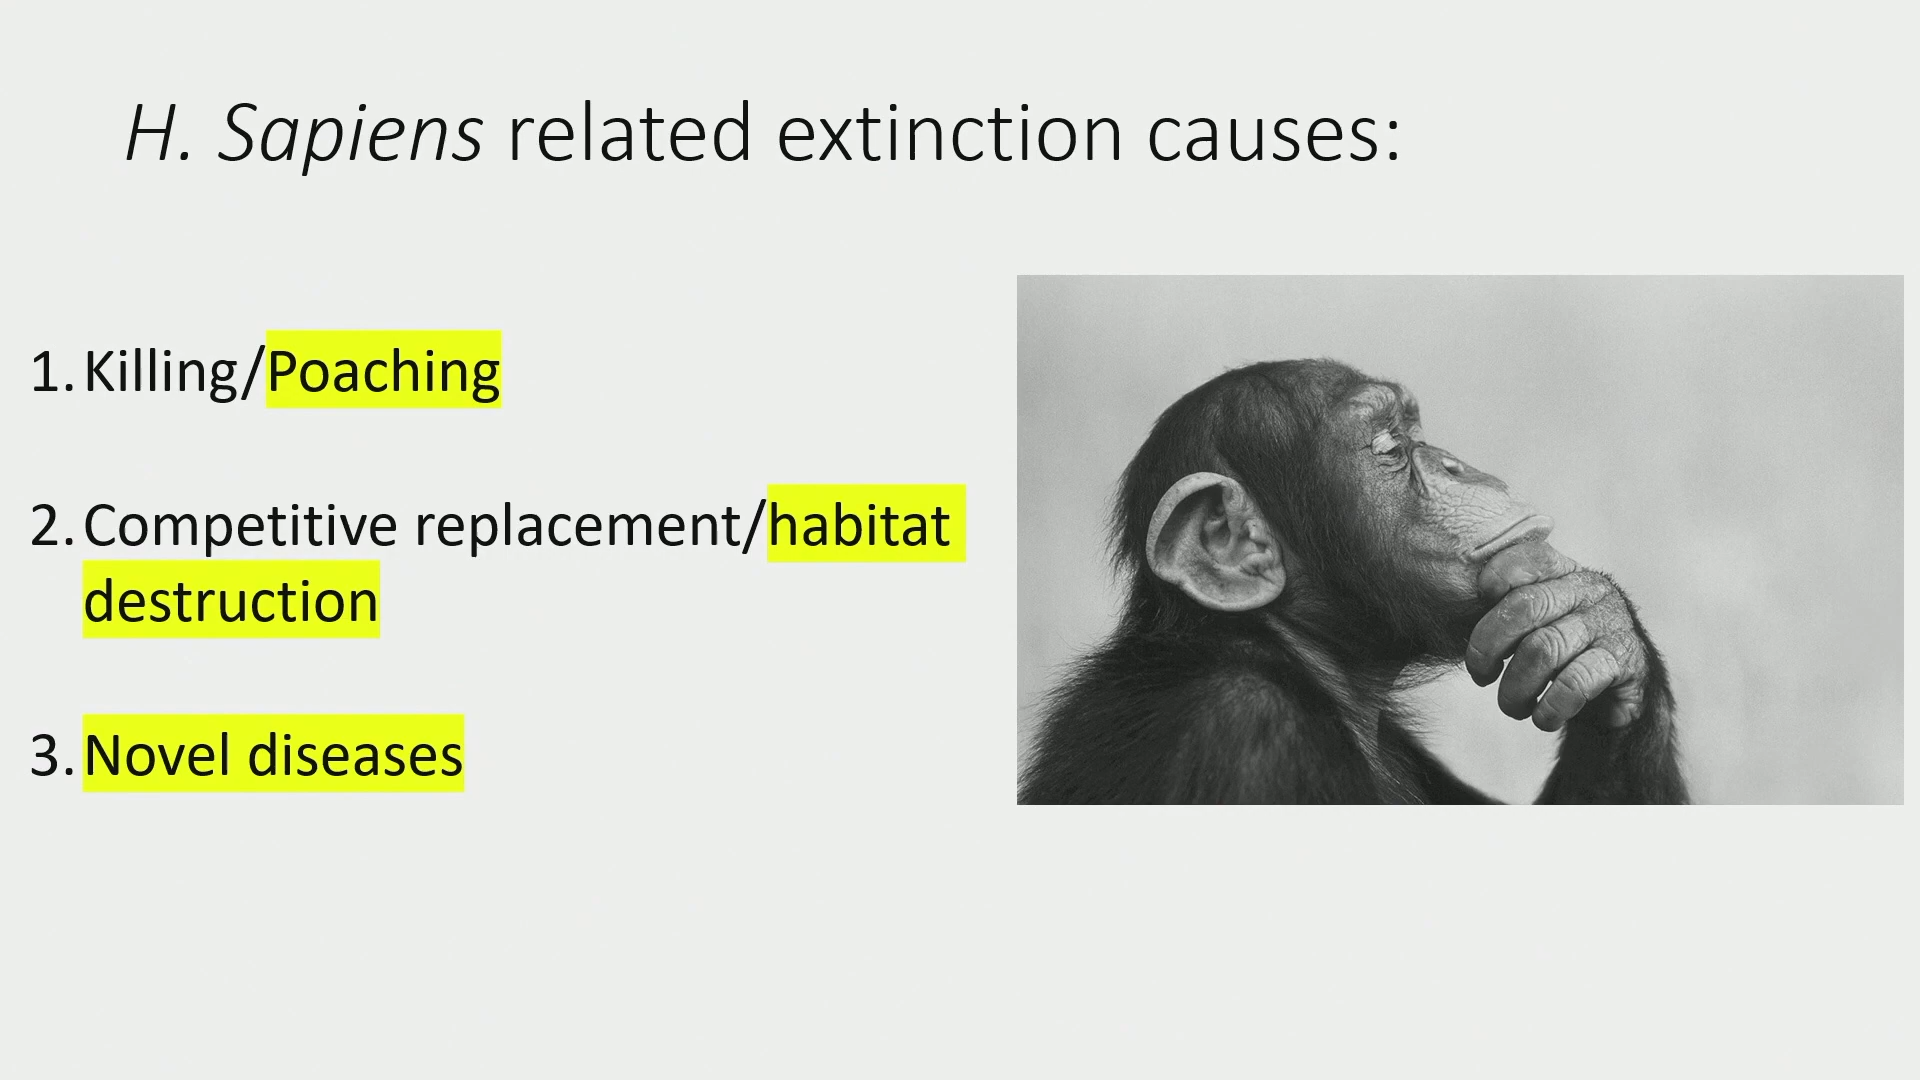 H. Sapiens related extinction causes:
1. Killing/Poaching
2. Competitive replacement/habitat
destruction
3. Novel diseases